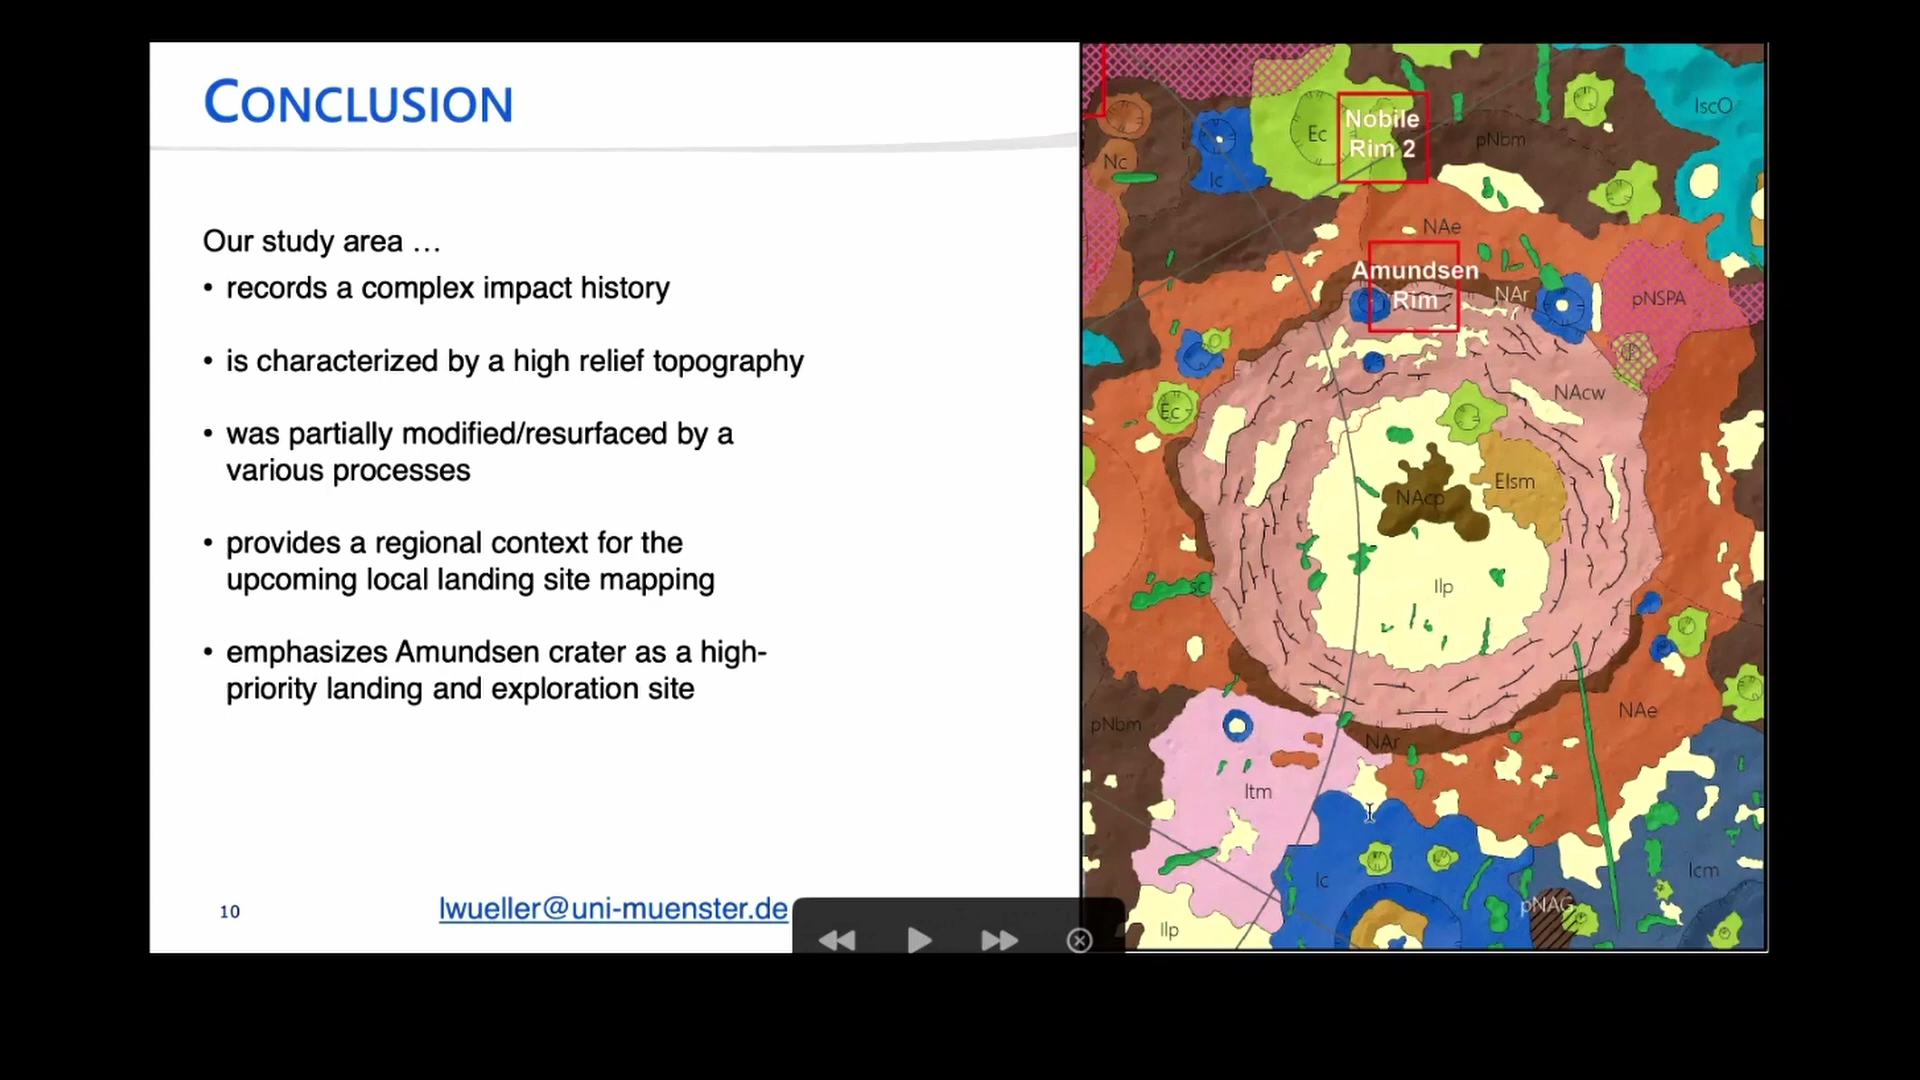 CONCLUSION
Our study area …
• records a complex impact history
• is characterized by a high relief topography
• was partially modified/resurfaced by a
various processes
• provides a regional context for the
upcoming local landing site mapping
• emphasizes Amundsen crater as a high-
priority landing and exploration site
10
lwueller@uni-muenster.de
IscO
Nobile
Rim 2
Ec
pNbm
Nc
Ic
NAe
Amundsen
Rim
NAr
pNSPA
NAcw
Ec
EIsm
NAcp
sc
Ilp
NAe
pNbm
NAr
Itm
Ic
Icm
pNAG
Ilp